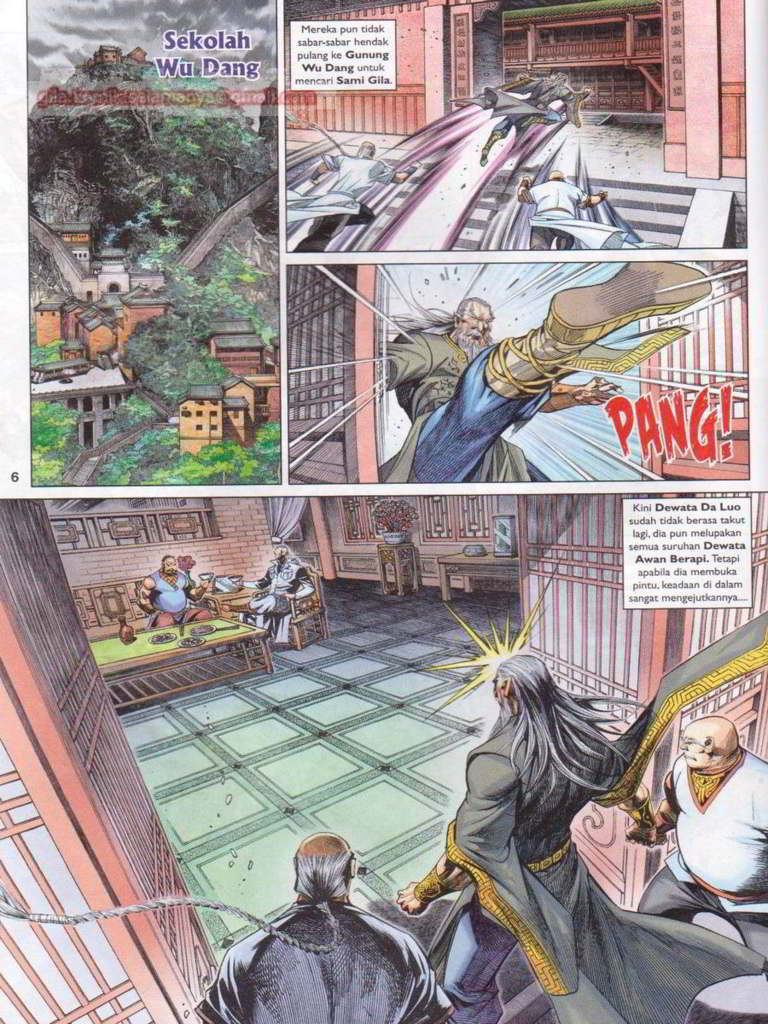 Sekolah
Wu Dang
Mereka pun tidak
sabar-sabar hendak
pulang ke Gunung
Wu Dang untuk
mencari Sami Gila.
PANG!
6
Kini Dewata Da Luo
sudah tidak berasa takut
lagi, dia pun melupakan
semua suruhan Dewata
Awan Berapi. Tetapi
apabila dia membuka
pintu, keadaan di dalam
sangat mengejutkannya....